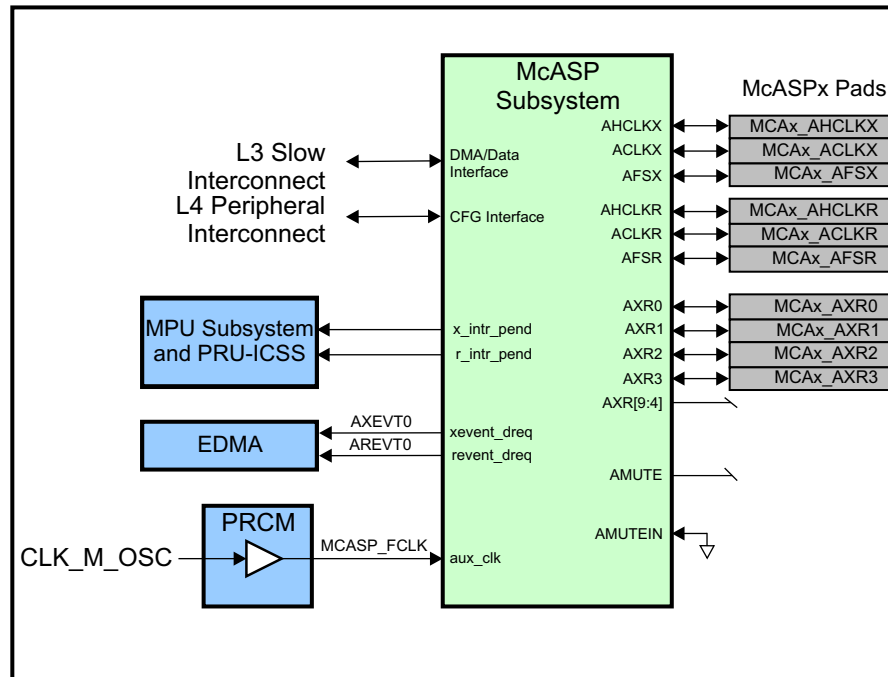 McASP
Subsystem
McASPx Pads
L3 Slow
Interconnect
L4 Peripheral
Interconnect
DMA/Data
Interface
CFG Interface
AHCLKX
ACLKX
AFSX
AHCLKR
ACLKR
AFSR
MCAx_AHCLKX
MCAx_ACLKX
MCAx_AFSX
MCAx_AHCLKR
MCAx_ACLKR
MCAx_AFSR
MPU Subsystem
and PRU-ICSS
x_intr_pend
r_intr_pend
AXR0
AXR1
AXR2
AXR3
AXR[9:4]
MCAx_AXR0
MCAx_AXR1
MCAx_AXR2
MCAx_AXR3
EDMA
AXEVT0
AREVT0
xevent_dreq
revent_dreq
AMUTE
AMUTEIN
PRCM
CLK_M_OSC
MCASP_FCLK
aux_clk